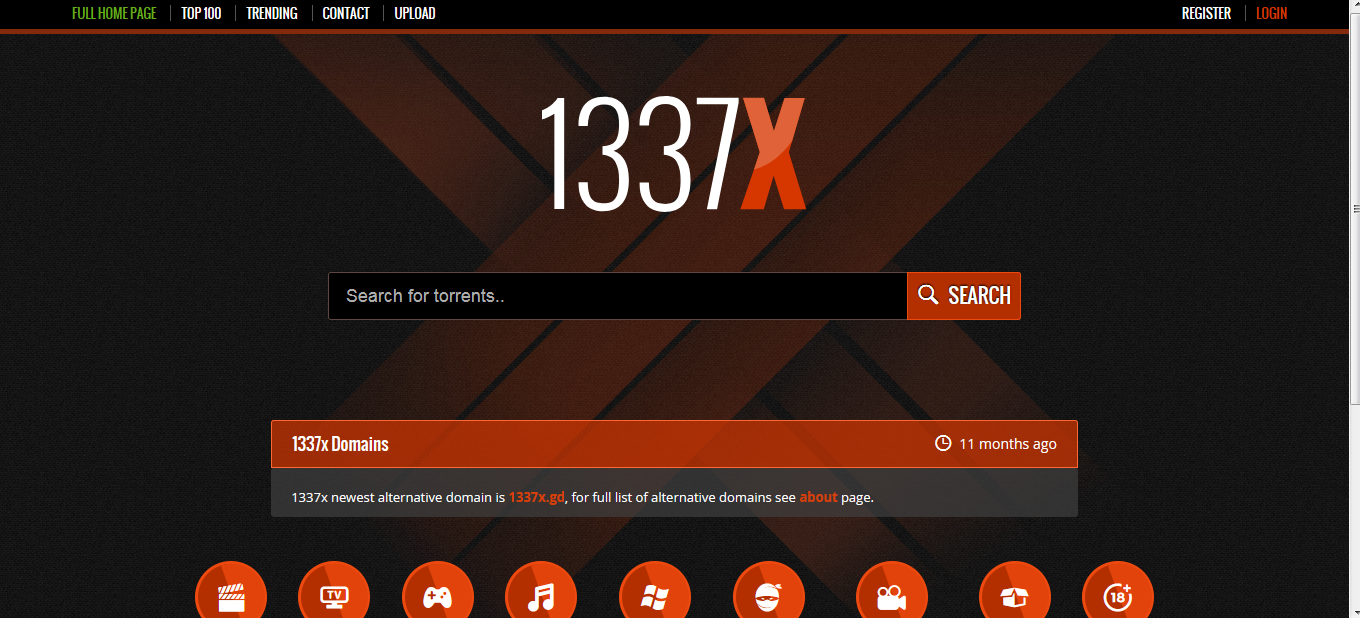 FULL HOME PAGE TOP 100 TRENDING CONTACT UPLOAD REGISTER LOGIN
1337X
Search for torrents.. SEARCH
1337x Domains 11 months ago
1337x newest alternative domain is 1337x.gd, for full list of alternative domains see about page.
TV 18+